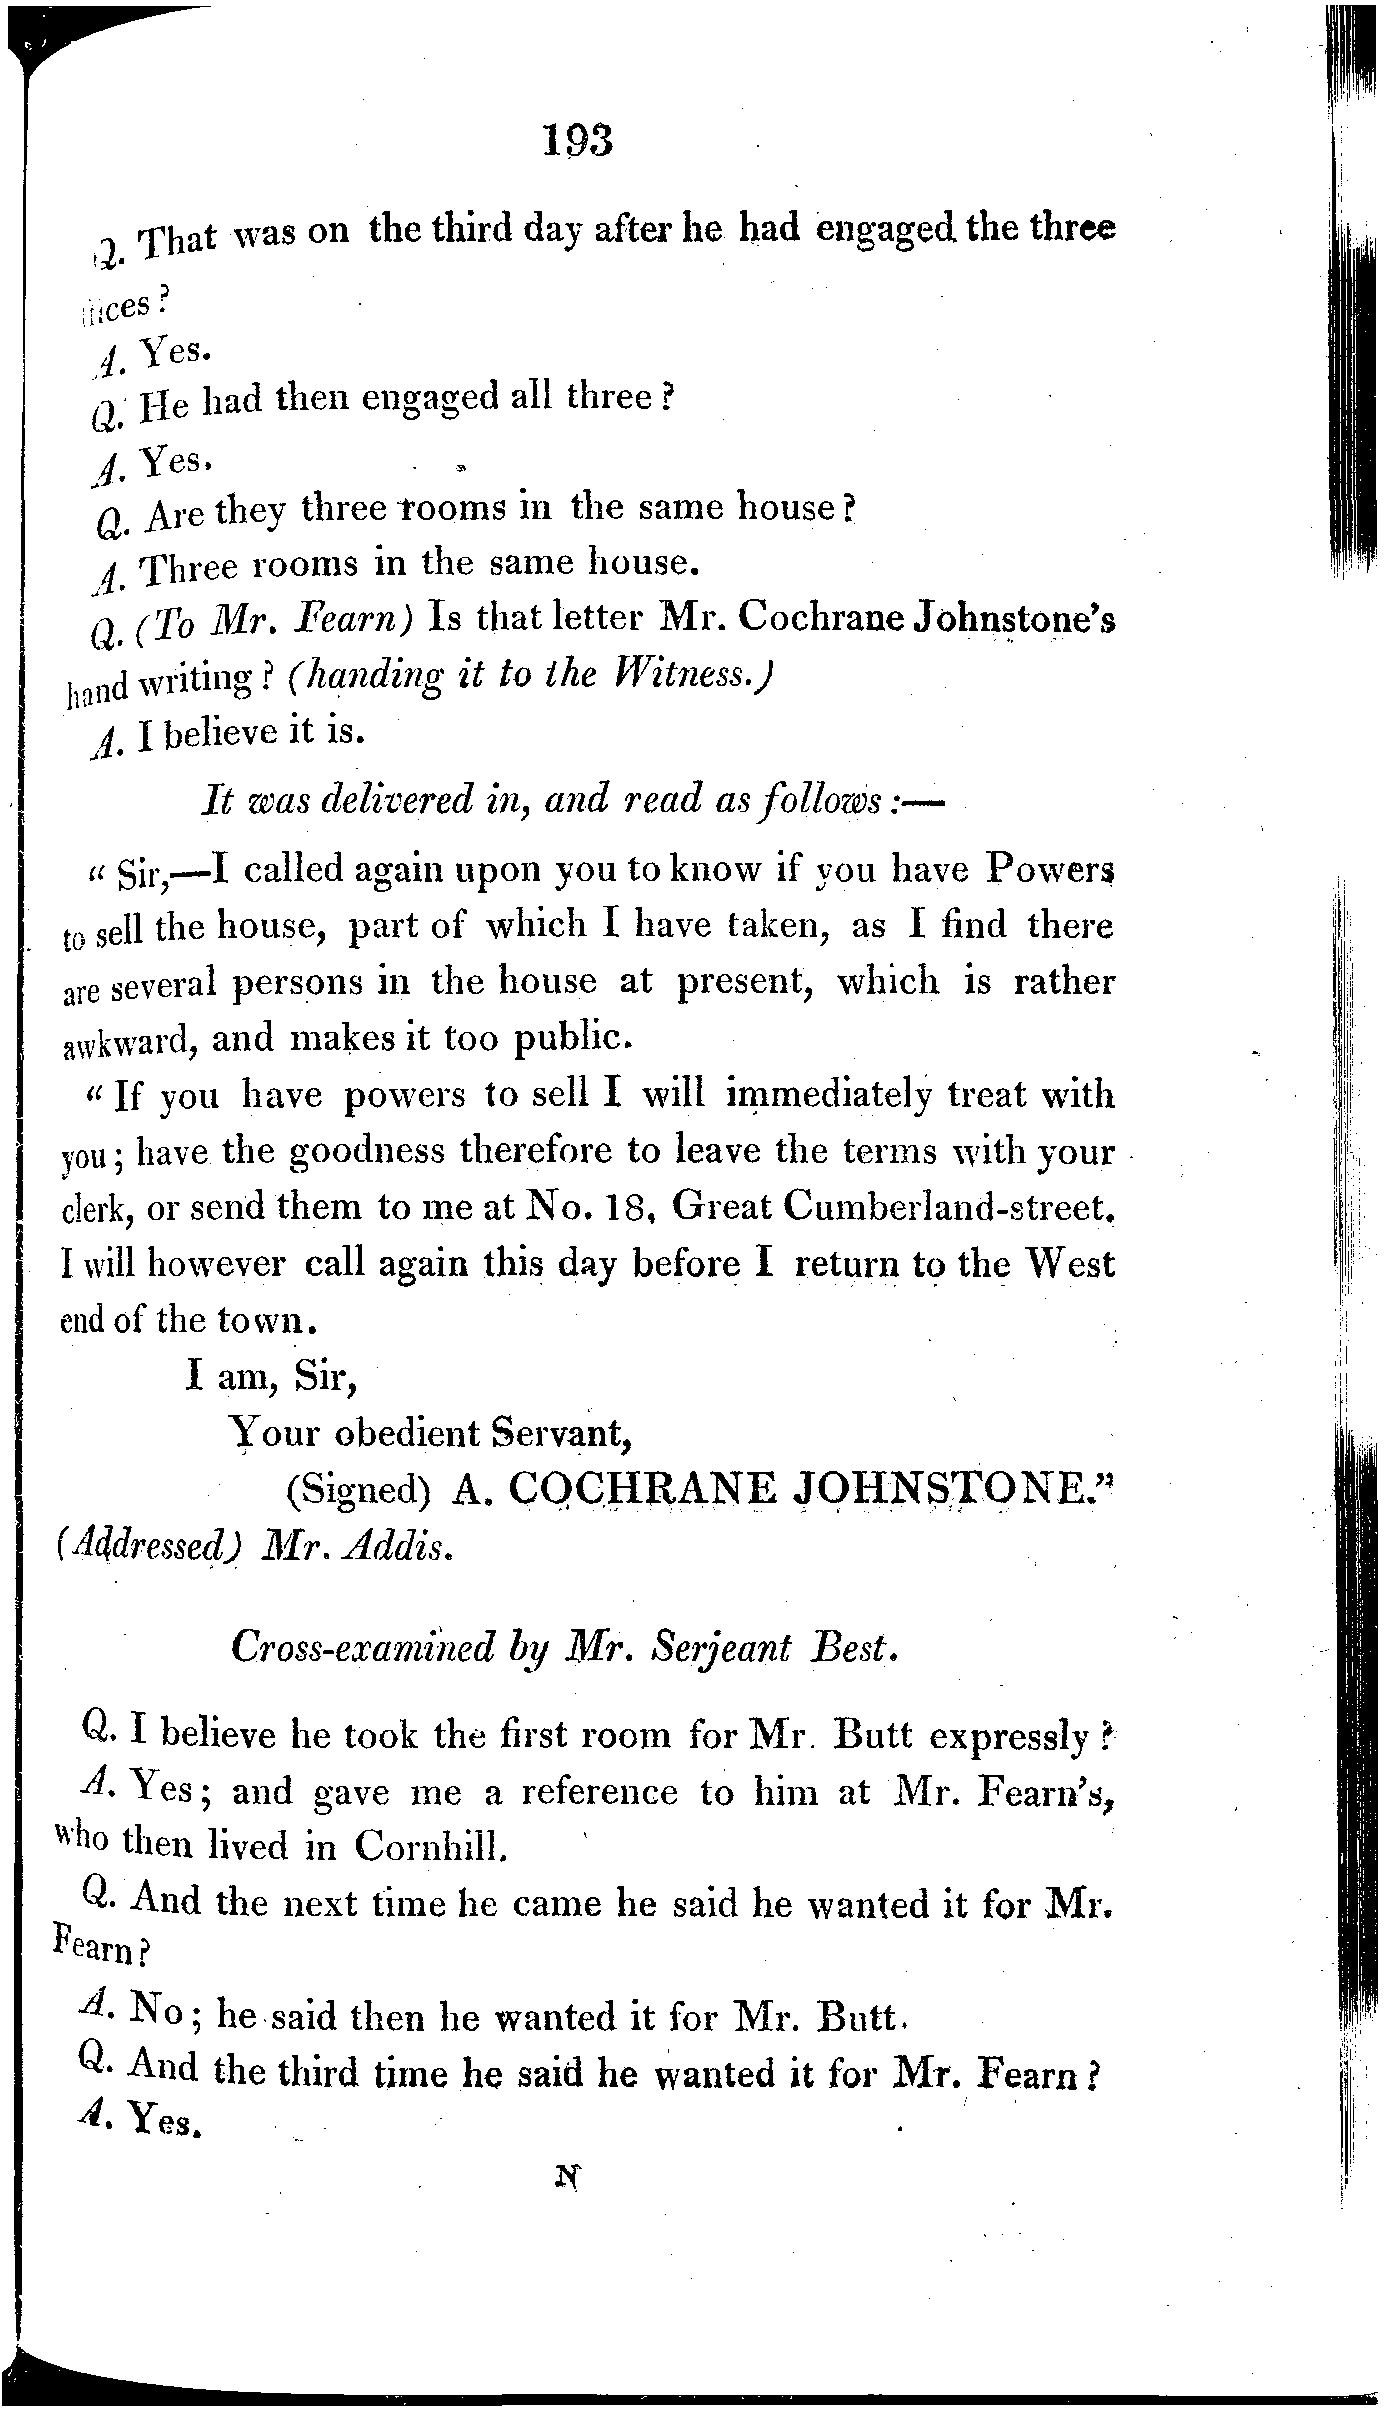 193
Q. That was on the third day after he had engaged the three
offices?
A. Yes.
Q. He had then engaged all three?
A. Yes.
Q. Are they three rooms in the same house?
A. Three rooms in the same house.
Q. (To Mr. Fearn) Is that letter Mr. Cochrane Johnstone's
hand writing? (handing it to the Witness.)
A. I believe it is.
It was delivered in, and read as follows:—
"Sir,—I called again upon you to know if you have Powers
to sell the house, part of which I have taken, as I find there
are several persons in the house at present, which is rather
awkward, and makes it too public.
"If you have powers to sell I will immediately treat with
you; have the goodness therefore to leave the terms with your
clerk, or send them to me at No. 18, Great Cumberland-street.
I will however call again this day before I return to the West
end of the town.
I am, Sir,
Your obedient Servant,
(Signed) A. COCHRANE JOHNSTONE."
(Addressed) Mr. Addis.
Cross-examined by Mr. Serjeant Best.
Q. I believe he took the first room for Mr. Butt expressly?
A. Yes; and gave me a reference to him at Mr. Fearn's,
who then lived in Cornhill.
Q. And the next time he came he said he wanted it for Mr.
Fearn?
A. No; he said then he wanted it for Mr. Butt.
Q. And the third time he said he wanted it for Mr. Fearn?
A. Yes.
N